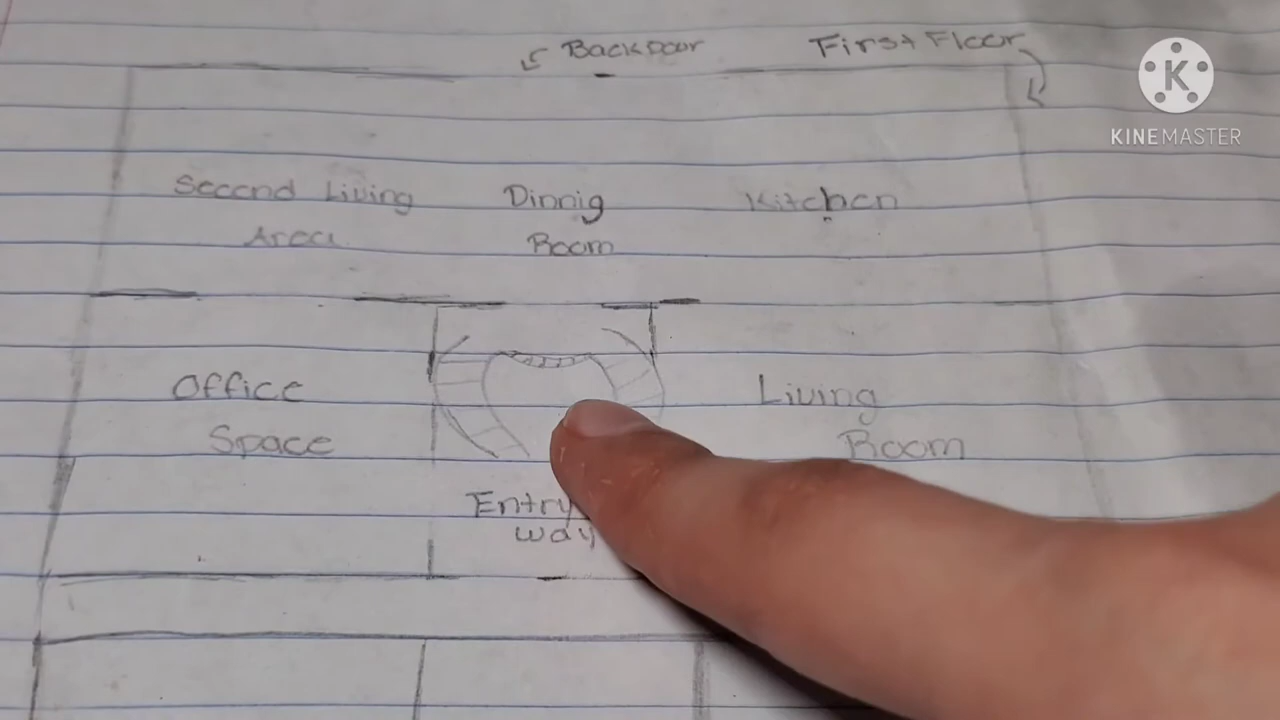 Backdoor
First Floor
Second Living
Area
Dinnig
Room
Kitchen
Office
Space
Living
Room
Entry
way
K
KINEMASTER